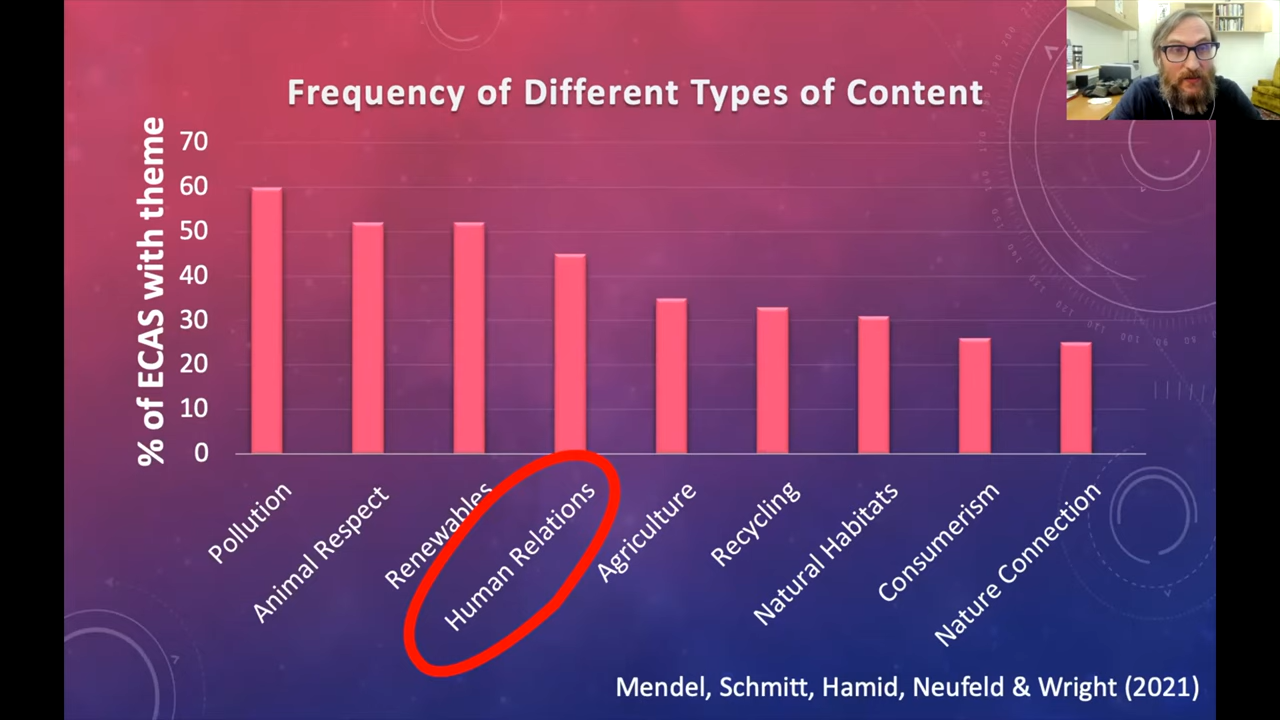 Frequency of Different Types of Content
% of ECAS with theme
70
60
50
40
30
20
10
0
Pollution
Animal Respect
Renewables
Human Relations
Agriculture
Recycling
Natural Habitats
Consumerism
Nature Connection
Mendel, Schmitt, Hamid, Neufeld & Wright (2021)